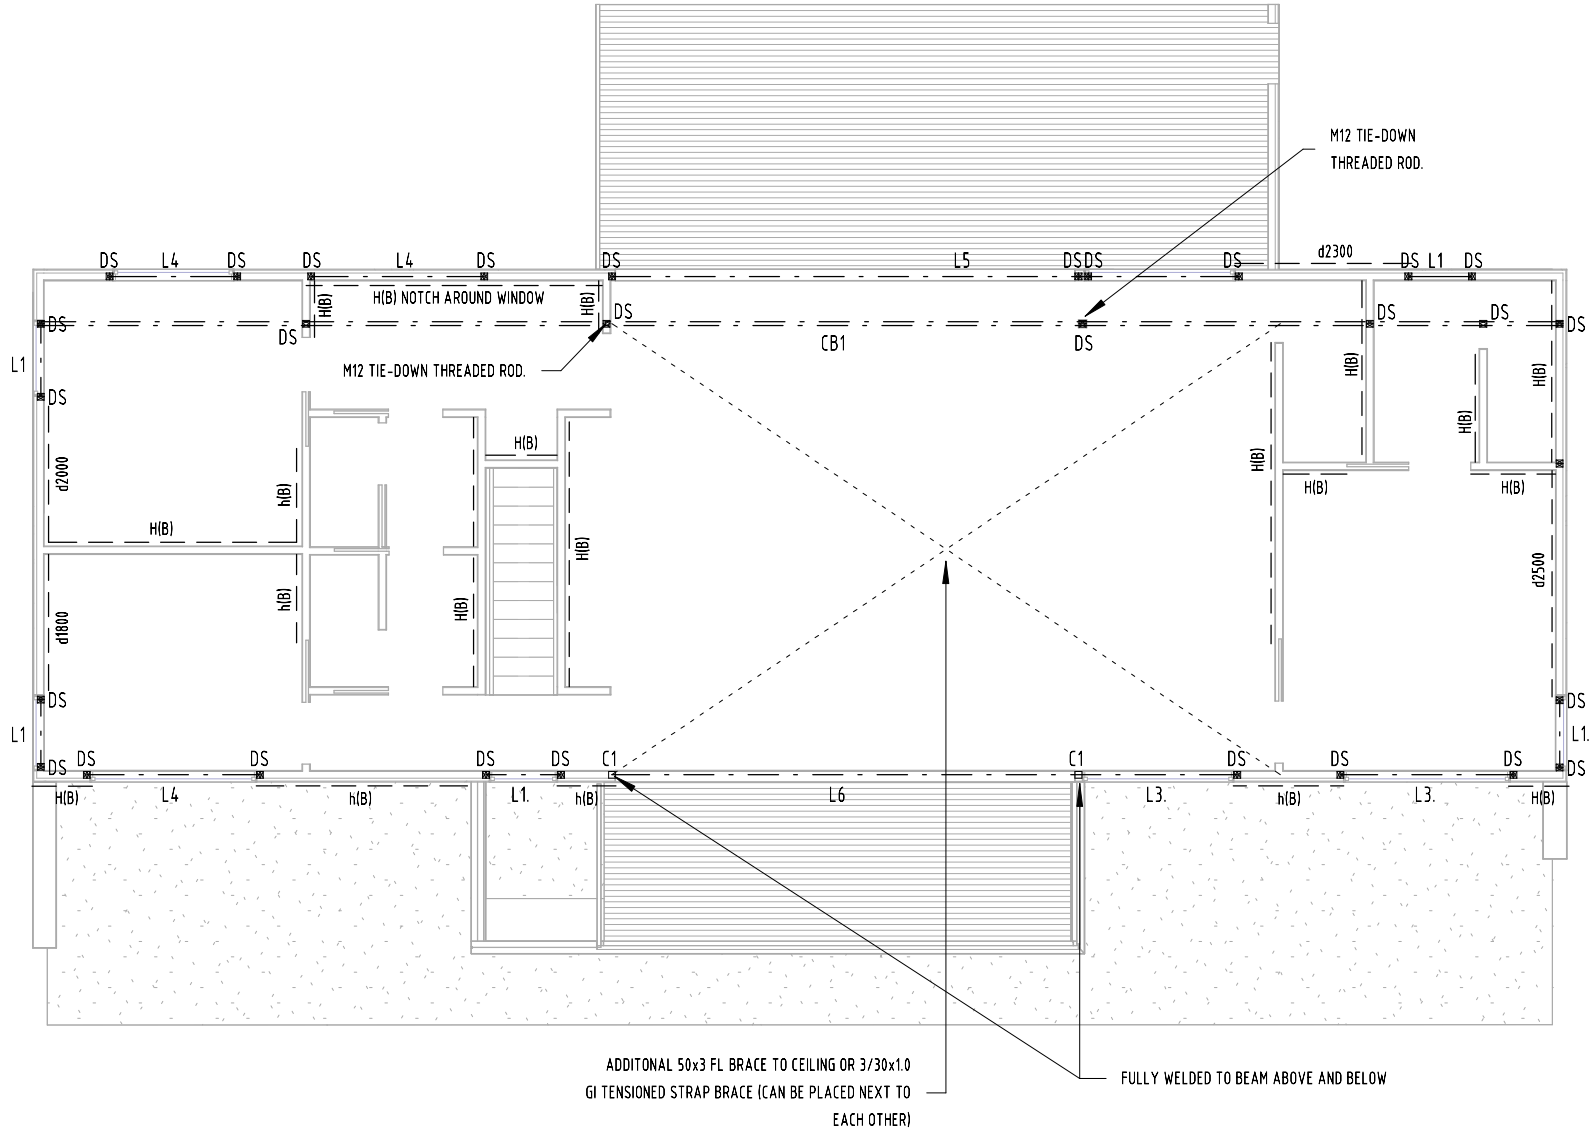 M12 TIE-DOWN
THREADED ROD.
DS L4 DS DS L4 DS DS L5 DS DS DS d2300 DS L1 DS
H(B) H(B) NOTCH AROUND WINDOW H(B)
DS DS DS DS DS
DS CB1 DS
L1 M12 TIE-DOWN THREADED ROD.
H(B) H(B)
DS
H(B)
H(B)
d2000
H(B)
h(B)
H(B)
H(B) H(B)
H(B)
H(B)
d2500
h(B)
H(B)
d1800
DS DS
L1 L1.
DS DS DS DS DS C1 C1 DS DS DS
H(B) L4 h(B) L1. h(B) L6 L3. h(B) L3. H(B)
ADDITONAL 50x3 FL BRACE TO CEILING OR 3/30x1.0
GI TENSIONED STRAP BRACE (CAN BE PLACED NEXT TO
EACH OTHER)
FULLY WELDED TO BEAM ABOVE AND BELOW